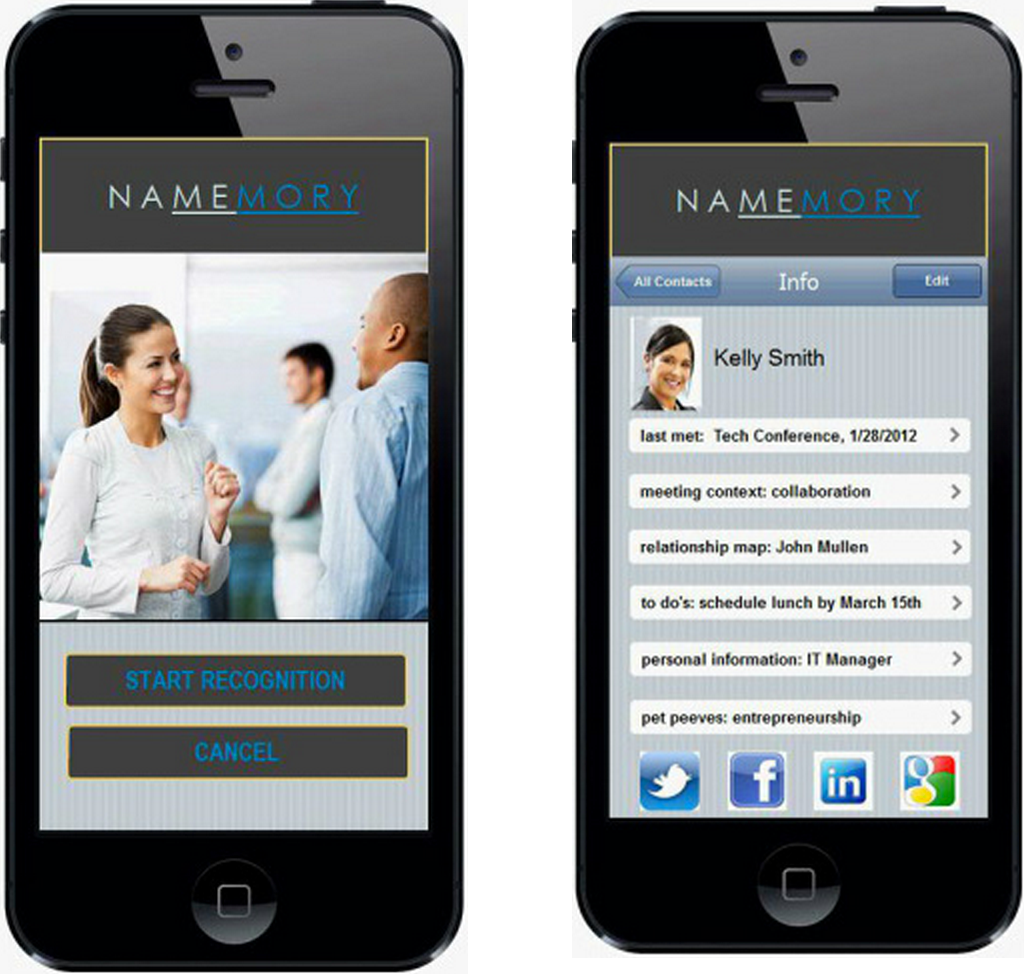 NAMEMORY
START RECOGNITION
CANCEL
NAMEMORY
All Contacts Info Edit
Kelly Smith
last met: Tech Conference, 1/28/2012
meeting context: collaboration
relationship map: John Mullen
to do's: schedule lunch by March 15th
personal information: IT Manager
pet peeves: entrepreneurship
f in g